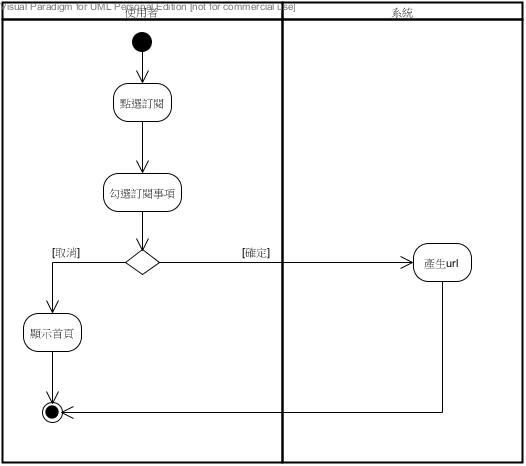 Visual Paradigm for UML Personal Edition [not for commercial use]
使用者
系統
點選訂閱
勾選訂閱事項
[取消]
[確定]
產生url
顯示首頁